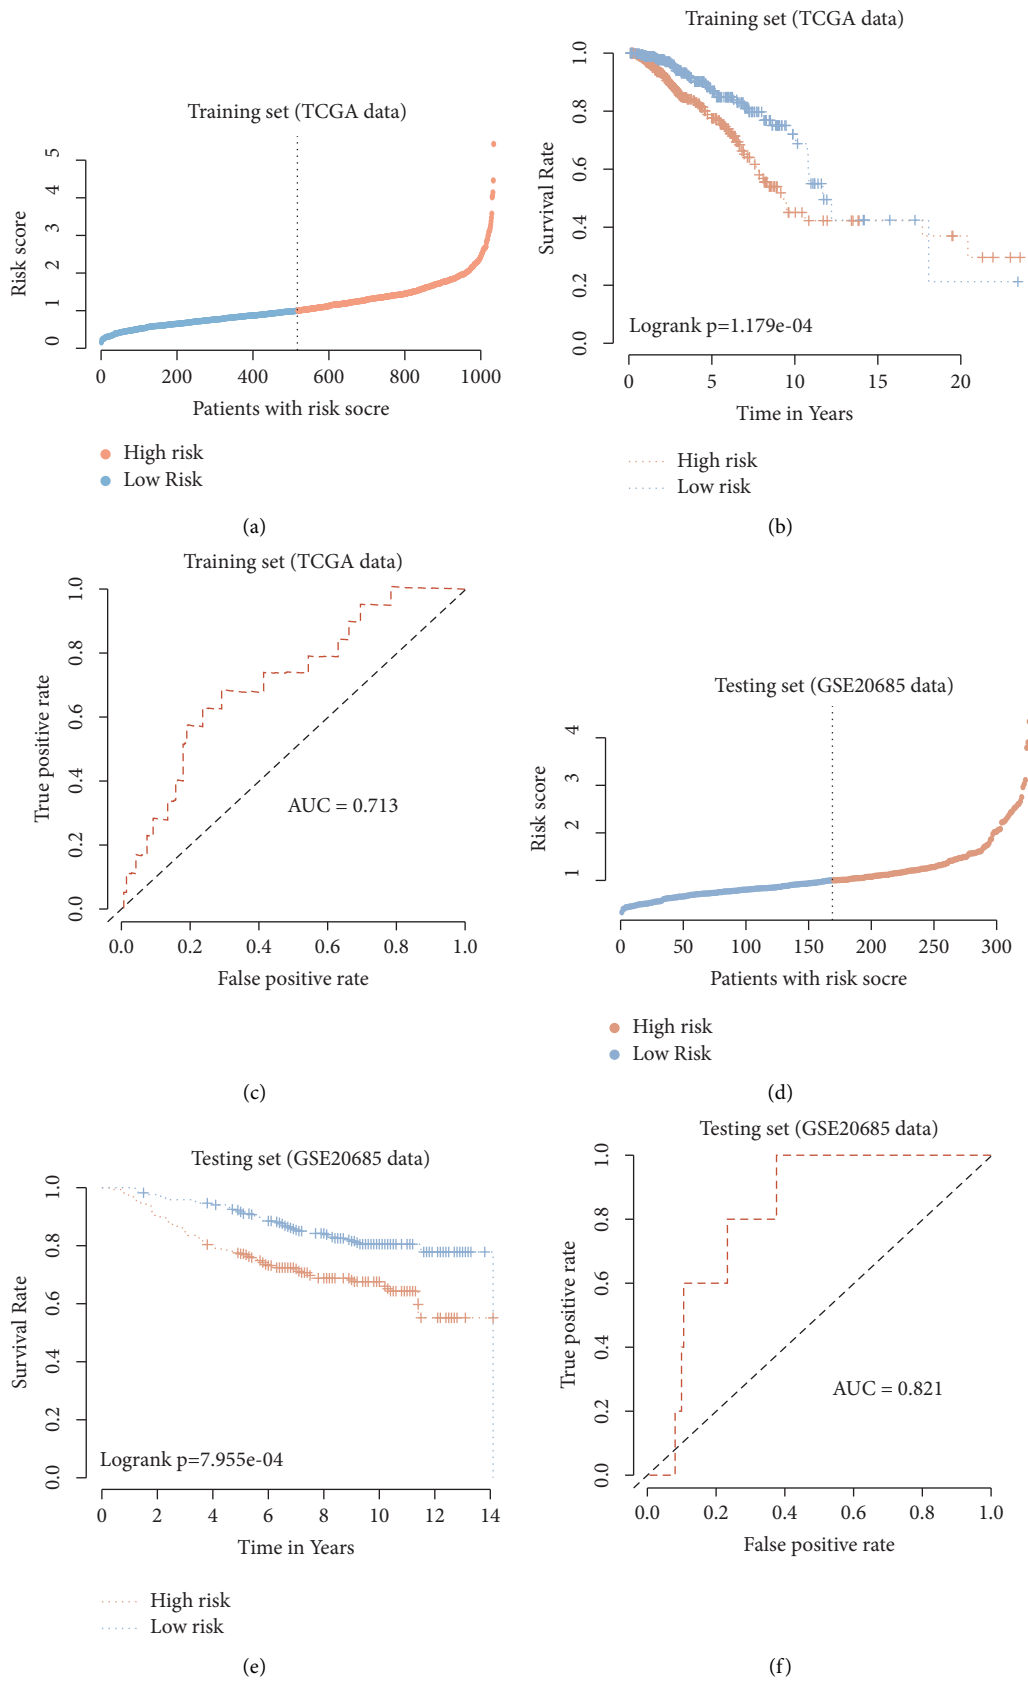 Training set (TCGA data)
Risk score
0 1 2 3 4 5
0 200 400 600 800 1000
Patients with risk socre
High risk
Low Risk
(a)
Training set (TCGA data)
Survival Rate
0.0 0.2 0.4 0.6 0.8 1.0
Logrank p=1.179e-04
0 5 10 15 20
Time in Years
High risk
Low risk
(b)
Training set (TCGA data)
True positive rate
0.0 0.2 0.4 0.6 0.8 1.0
AUC = 0.713
0.0 0.2 0.4 0.6 0.8 1.0
False positive rate
(c)
Testing set (GSE20685 data)
Risk score
1 2 3 4
0 50 100 150 200 250 300
Patients with risk socre
High risk
Low Risk
(d)
Testing set (GSE20685 data)
Survival Rate
0.0 0.2 0.4 0.6 0.8 1.0
Logrank p=7.955e-04
0 2 4 6 8 10 12 14
Time in Years
High risk
Low risk
(e)
Testing set (GSE20685 data)
True positive rate
0.0 0.2 0.4 0.6 0.8 1.0
AUC = 0.821
0.0 0.2 0.4 0.6 0.8 1.0
False positive rate
(f)